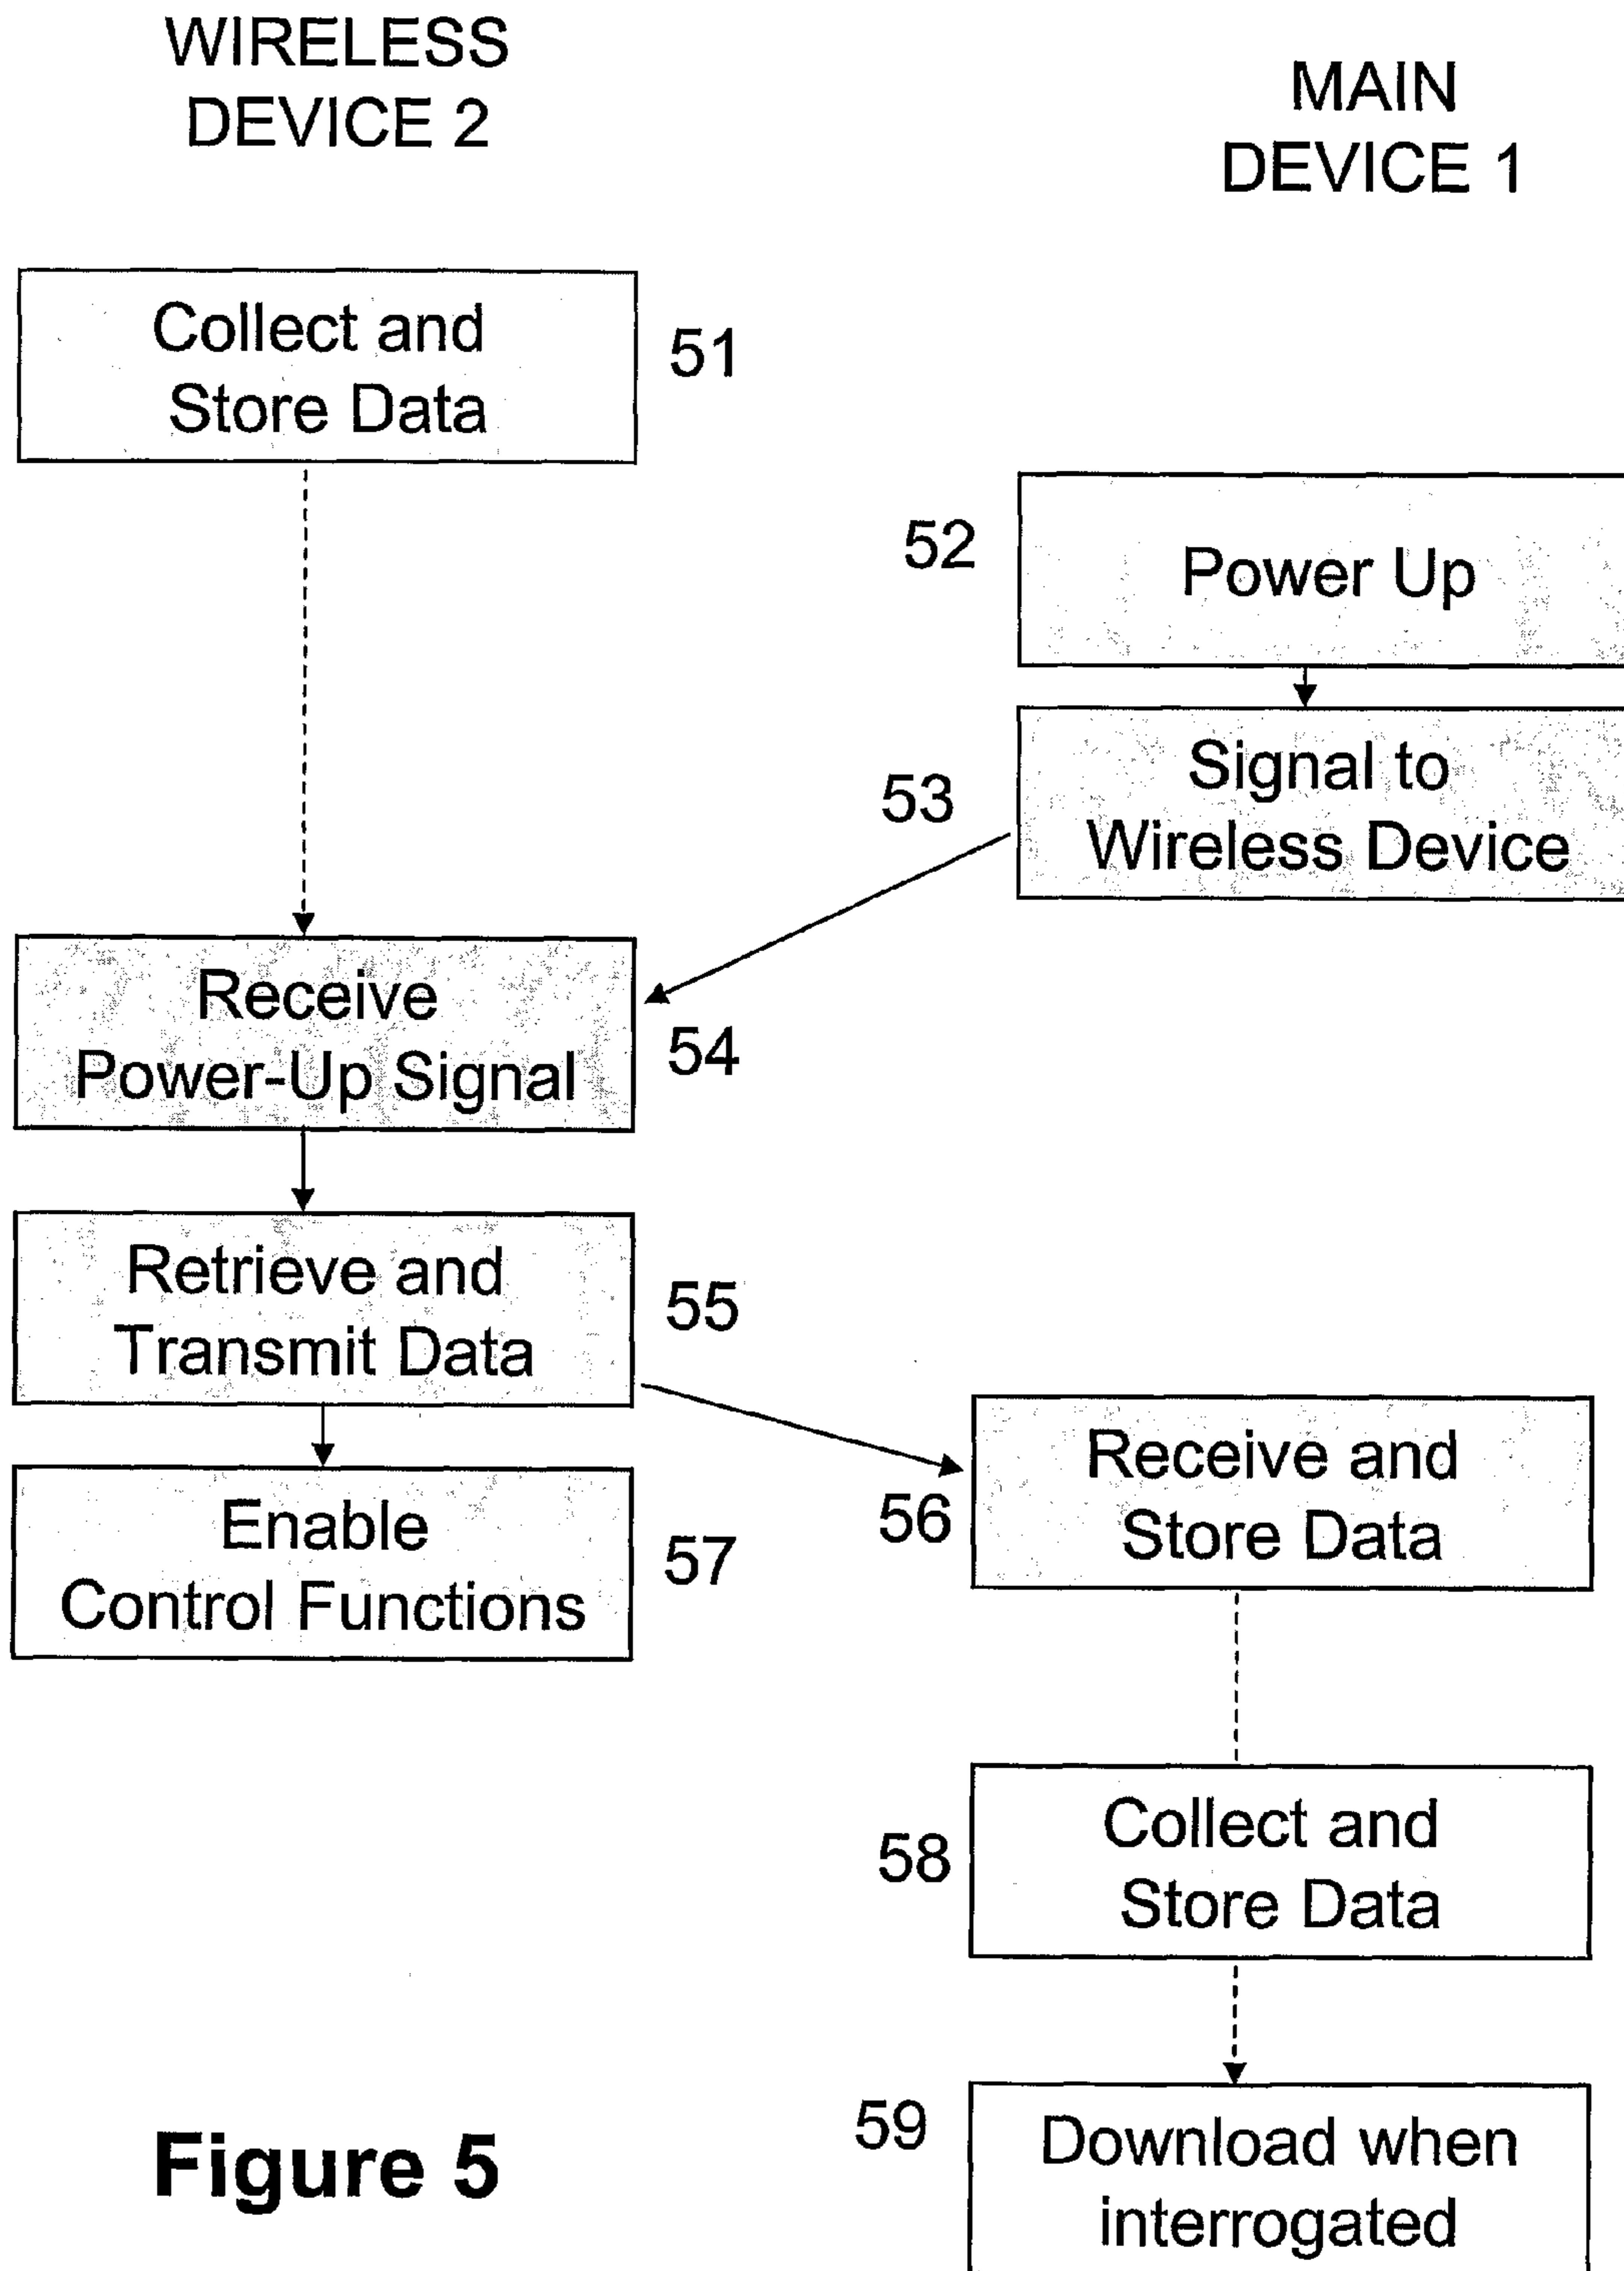 WIRELESS
DEVICE 2
MAIN
DEVICE 1
Collect and
Store Data
51
52
Power Up
53
Signal to
Wireless Device
Receive
Power-Up Signal
54
Retrieve and
Transmit Data
55
56
Receive and
Store Data
Enable
Control Functions
57
58
Collect and
Store Data
59
Download when
interrogated
Figure 5